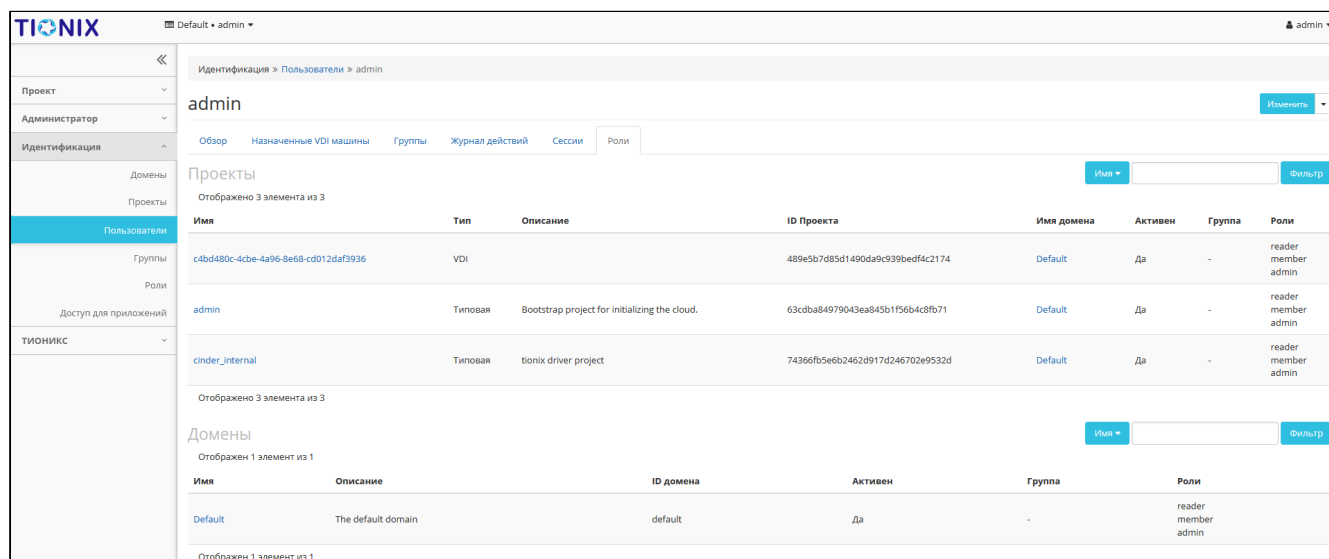 TIONIX
Default • admin
admin
Идентификация » Пользователи » admin
Проект
Администратор
Идентификация
Домены
Проекты
Пользователи
Группы
Роли
Доступ для приложений
ТИОНИКС
admin
Изменить
Обзор Назначенные VDI машины Группы Журнал действий Сессии Роли
Проекты
Имя Фильтр
Отображено 3 элемента из 3
Имя Тип Описание ID Проекта Имя домена Активен Группа Роли
c4bd480c-4cbe-4a96-8e68-cd012daf3936 VDI 489e5b7d85d1490da9c939bedf4c2174 Default Да - reader
member
admin
admin Типовая Bootstrap project for initializing the cloud. 63cdba84979043ea845b1f56b4c8fb71 Default Да - reader
member
admin
cinder_internal Типовая tionix driver project 74366fb5e6b2462d917d246702e9532d Default Да - reader
member
admin
Отображено 3 элемента из 3
Домены
Имя Фильтр
Отображен 1 элемент из 1
Имя Описание ID домена Активен Группа Роли
Default The default domain default Да - reader
member
admin
Отображен 1 элемент из 1